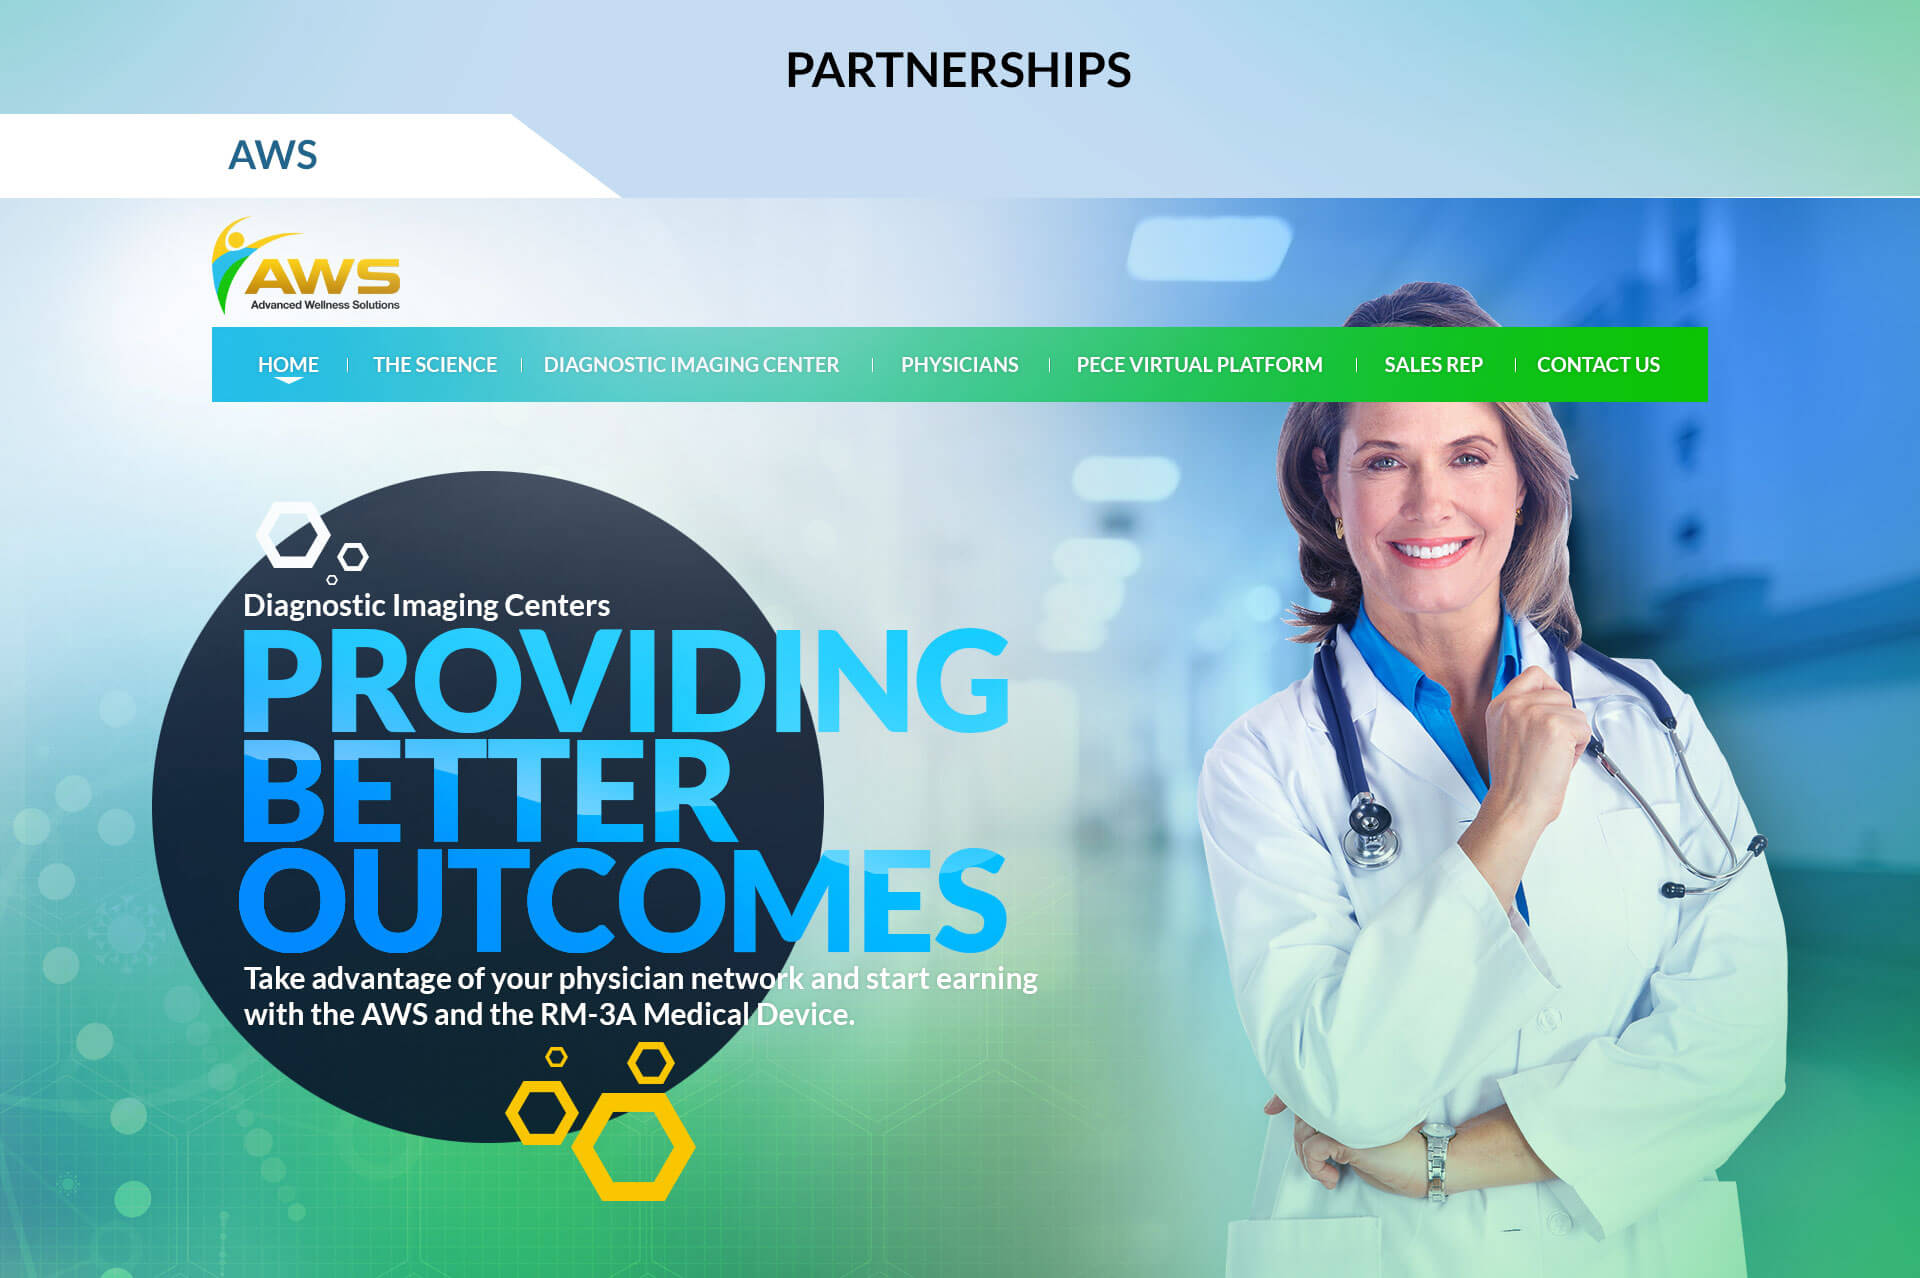 PARTNERSHIPS
AWS
AWS
Advanced Wellness Solutions
HOME
THE SCIENCE
DIAGNOSTIC IMAGING CENTER
PHYSICIANS
PECE VIRTUAL PLATFORM
SALES REP
CONTACT US
Diagnostic Imaging Centers
PROVIDING
BETTER
OUTCOMES
Take advantage of your physician network and start earning
with the AWS and the RM-3A Medical Device.